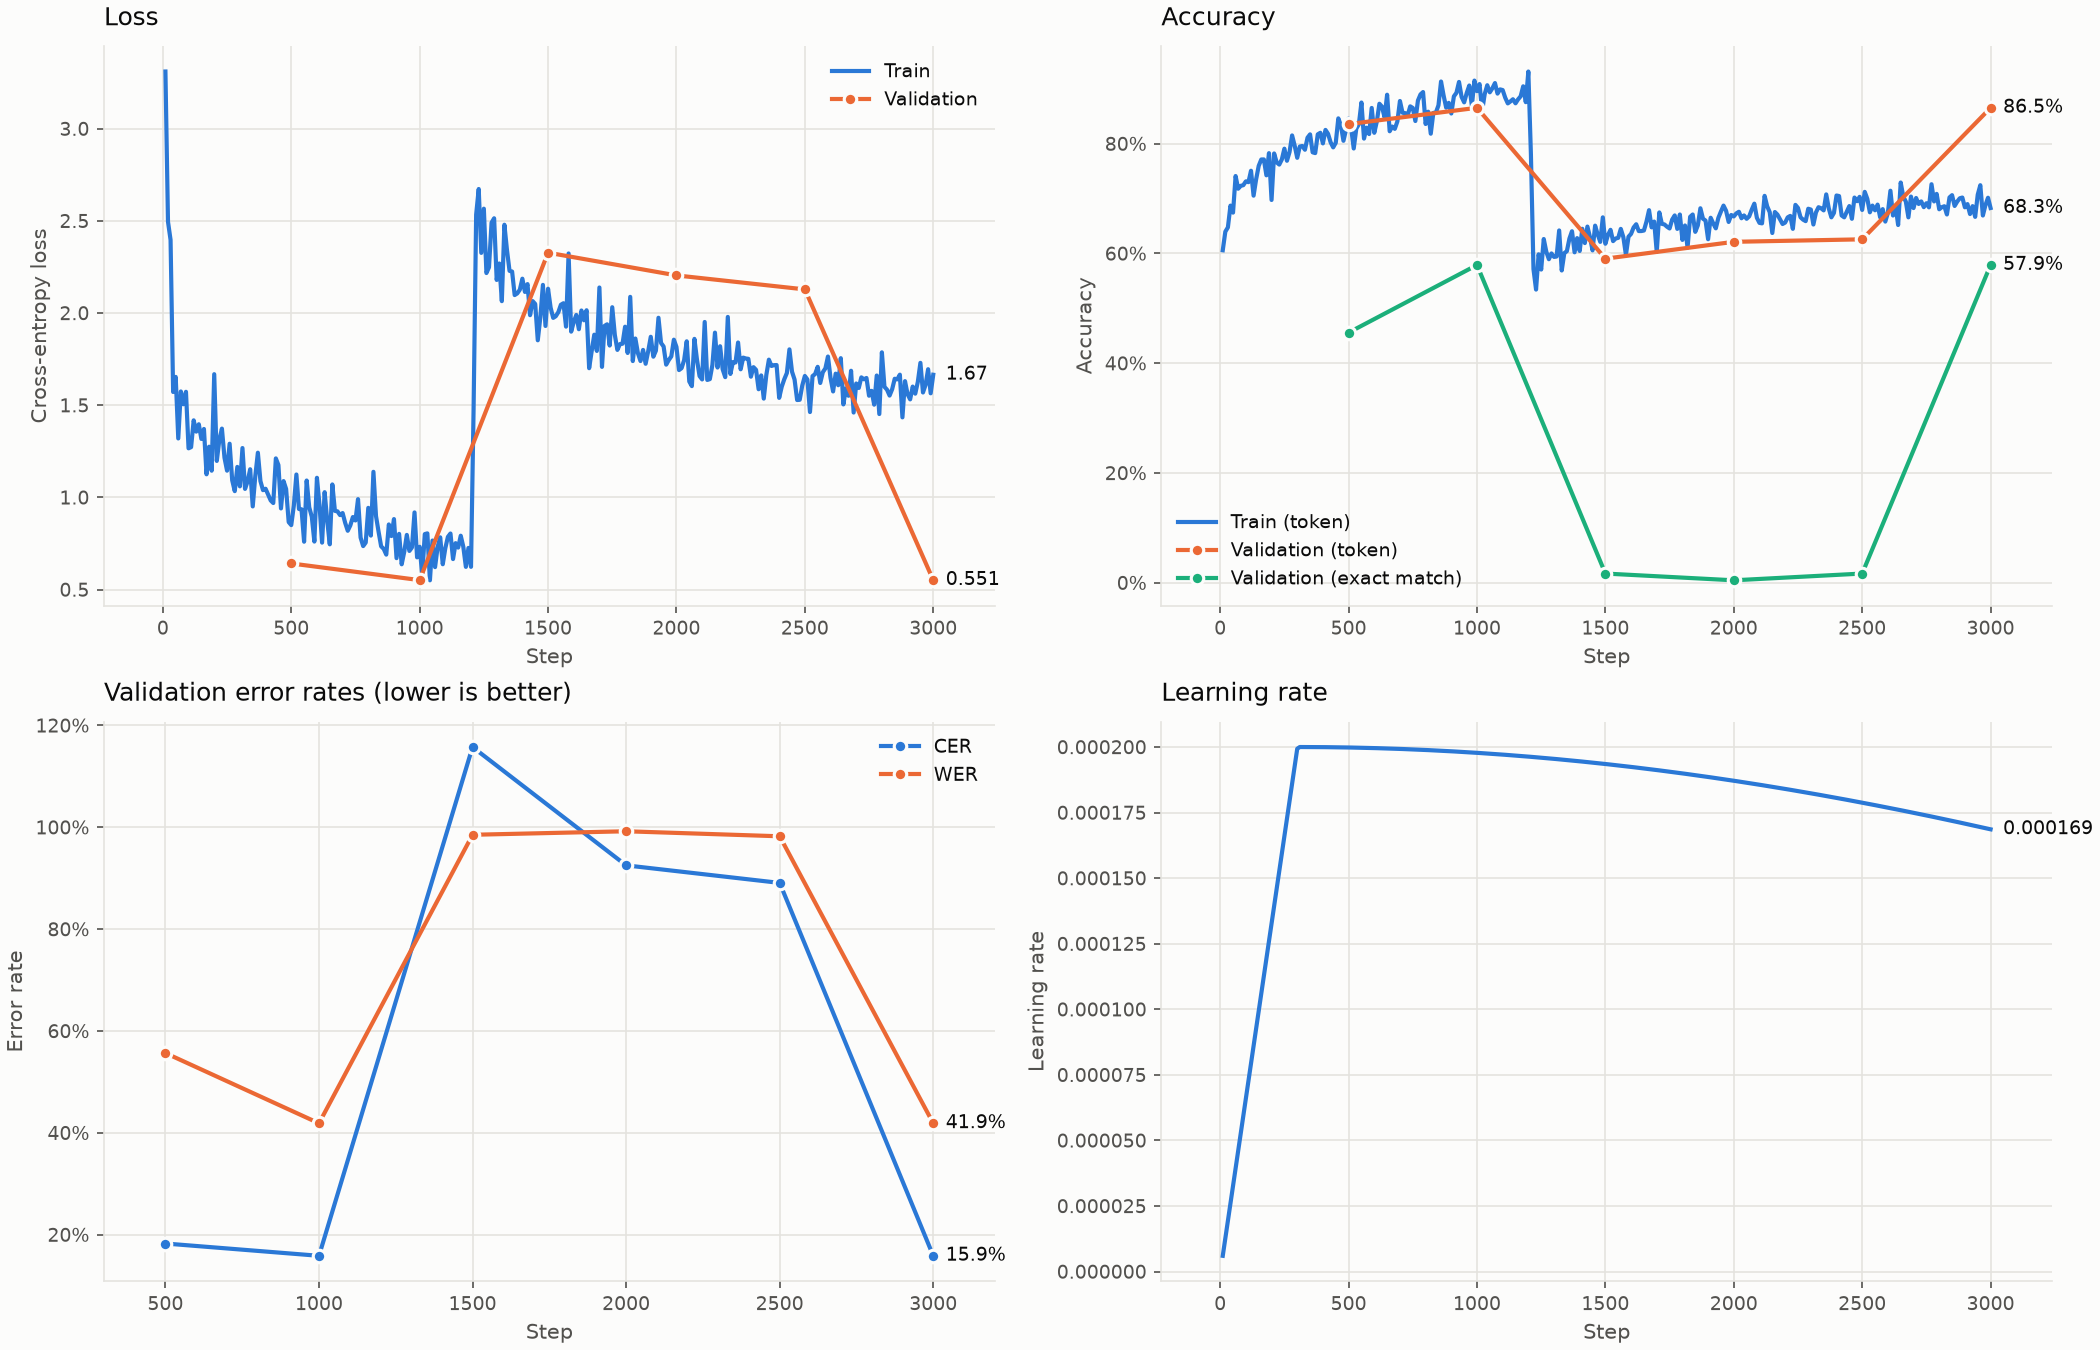 Loss
Train
Validation
3.0
2.5
2.0
1.5
1.0
0.5
Cross-entropy loss
1.67
0.551
0 500 1000 1500 2000 2500 3000
Step
Accuracy
80%
60%
40%
20%
0%
Accuracy
86.5%
68.3%
57.9%
Train (token)
Validation (token)
Validation (exact match)
0 500 1000 1500 2000 2500 3000
Step
Validation error rates (lower is better)
CER
WER
120%
100%
80%
60%
40%
20%
Error rate
41.9%
15.9%
500 1000 1500 2000 2500 3000
Step
Learning rate
0.000200
0.000175
0.000150
0.000125
0.000100
0.000075
0.000050
0.000025
0.000000
Learning rate
0.000169
0 500 1000 1500 2000 2500 3000
Step